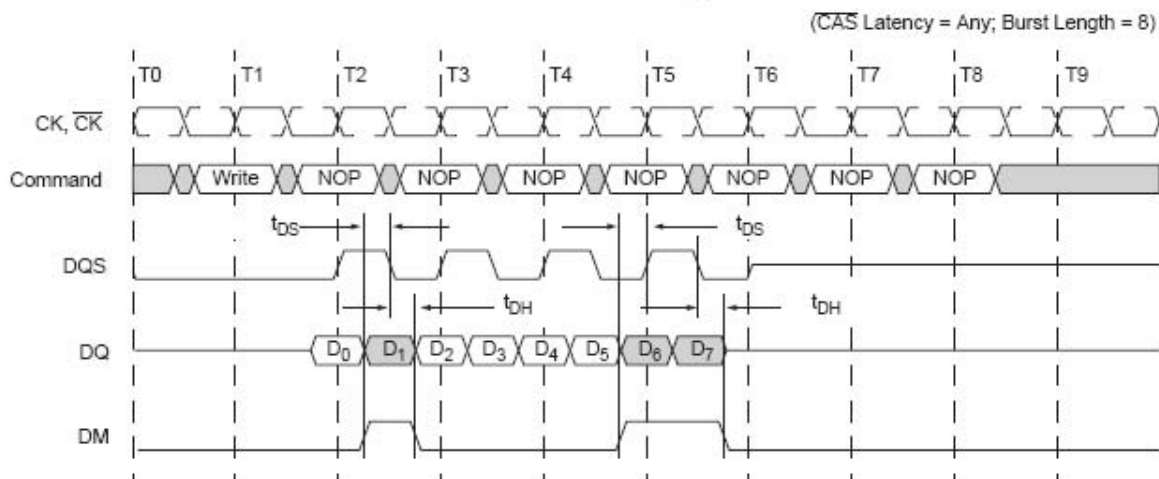 (CAS Latency = Any; Burst Length = 8)
T0 T1 T2 T3 T4 T5 T6 T7 T8 T9
CK, CK
Command Write NOP NOP NOP NOP NOP NOP NOP
tDS tDS
DQS
tDH tDH
DQ D0 D1 D2 D3 D4 D5 D6 D7
DM